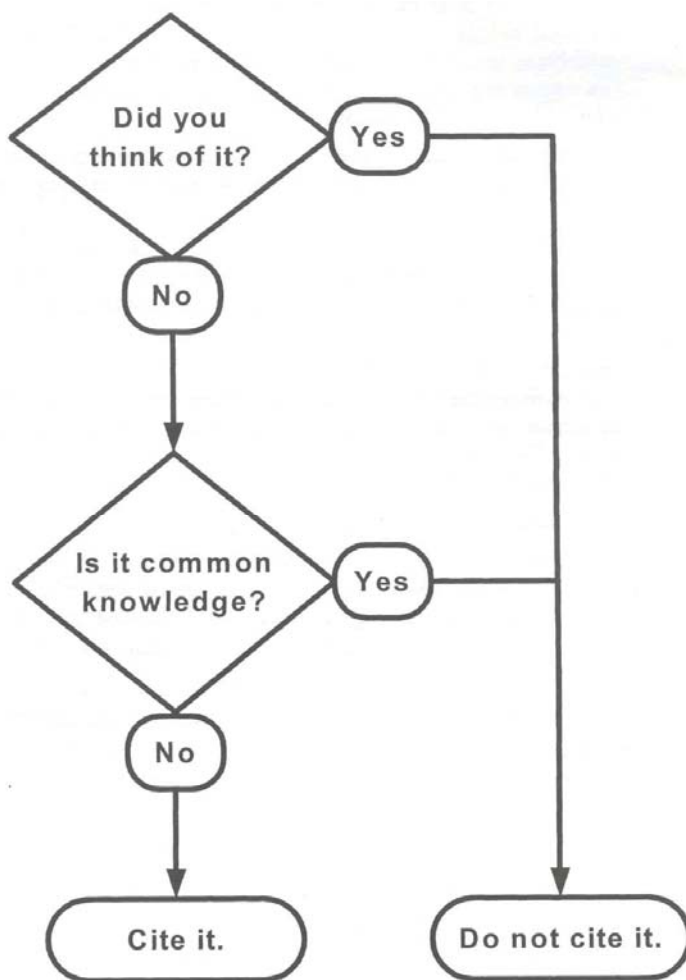 Did you
think of it?
Yes
No
Is it common
knowledge?
Yes
No
Cite it.
Do not cite it.